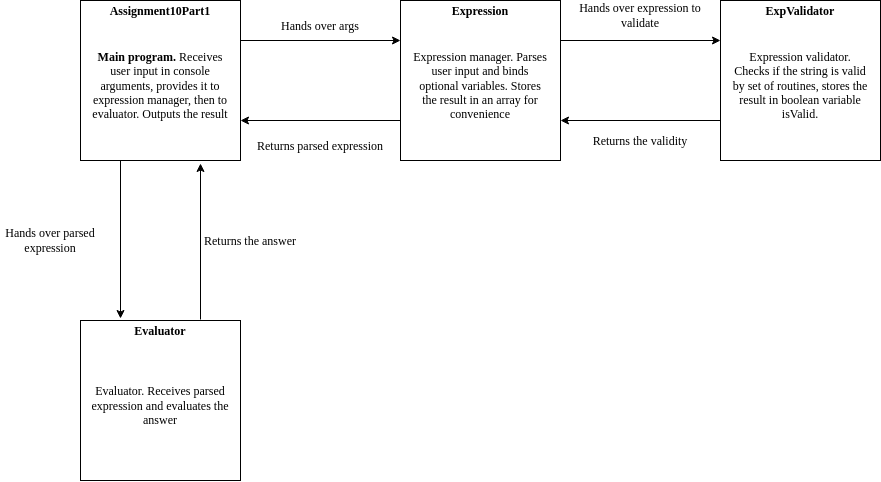 Assignment10Part1
Main program. Receives
user input in console
arguments, provides it to
expression manager, then to
evaluator. Outputs the result
Hands over args
Returns parsed expression
Expression
Expression manager. Parses
user input and binds
optional variables. Stores
the result in an array for
convenience
Hands over expression to
validate
Returns the validity
ExpValidator
Expression validator.
Checks if the string is valid
by set of routines, stores the
result in boolean variable
isValid.
Hands over parsed
expression
Returns the answer
Evaluator
Evaluator. Receives parsed
expression and evaluates the
answer